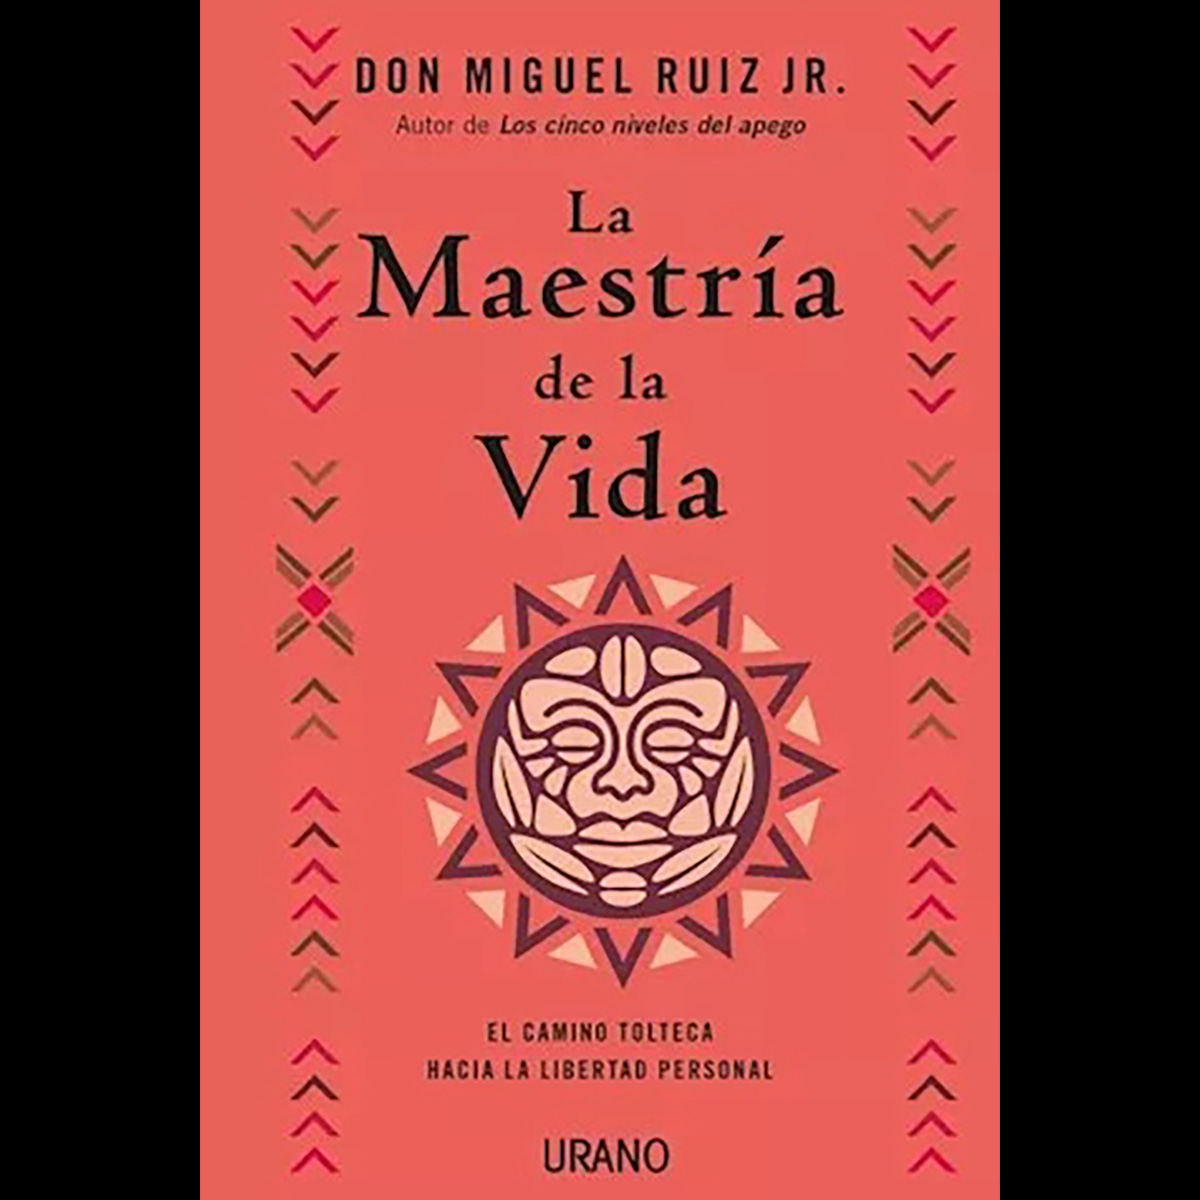 DON MIGUEL RUIZ JR.
Autor de Los cinco niveles del apego
La
Maestría
de la
Vida
EL CAMINO TOLTECA
HACIA LA LIBERTAD PERSONAL
URANO